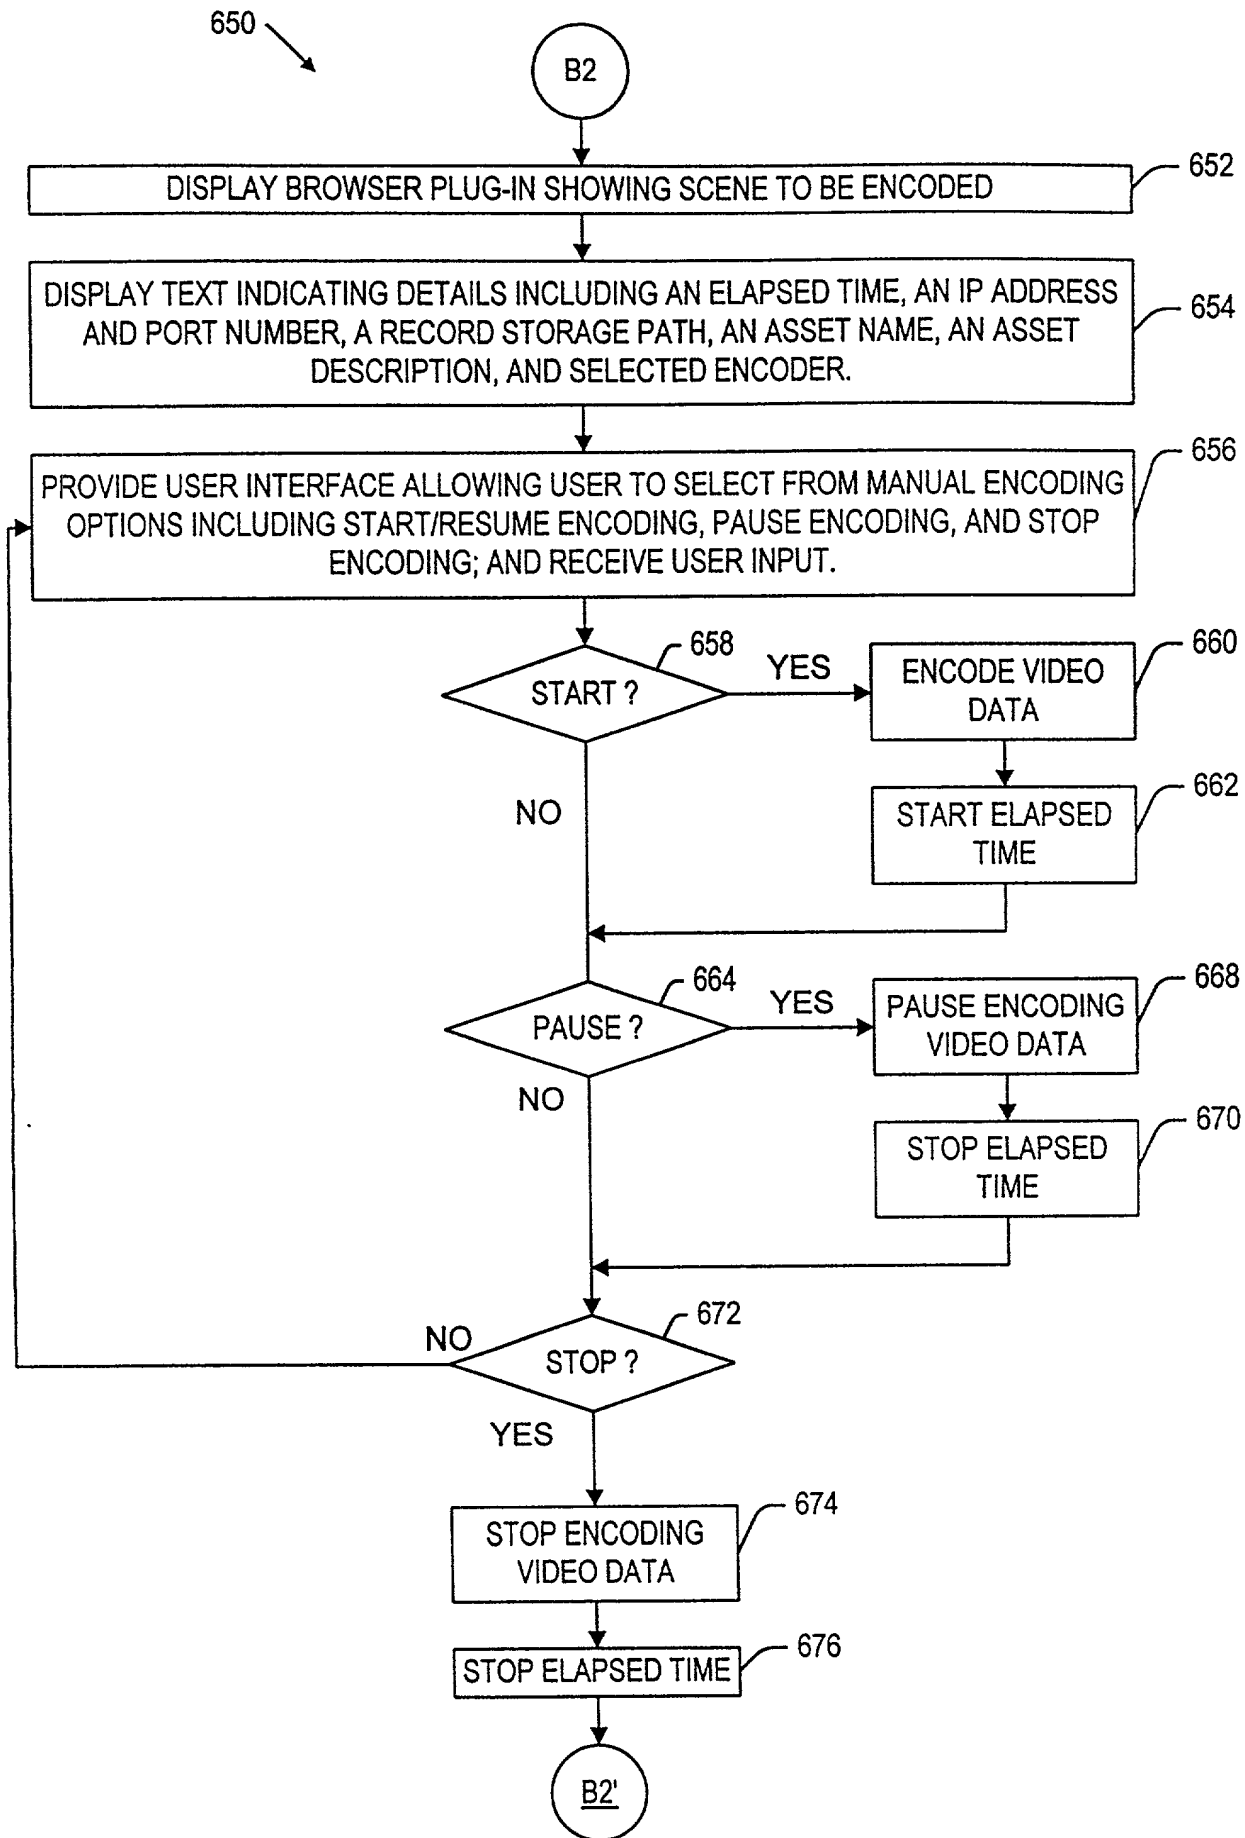 650
B2
DISPLAY BROWSER PLUG-IN SHOWING SCENE TO BE ENCODED
652
DISPLAY TEXT INDICATING DETAILS INCLUDING AN ELAPSED TIME, AN IP ADDRESS
AND PORT NUMBER, A RECORD STORAGE PATH, AN ASSET NAME, AN ASSET
DESCRIPTION, AND SELECTED ENCODER.
654
PROVIDE USER INTERFACE ALLOWING USER TO SELECT FROM MANUAL ENCODING
OPTIONS INCLUDING START/RESUME ENCODING, PAUSE ENCODING, AND STOP
ENCODING; AND RECEIVE USER INPUT.
656
START ?
658
YES
ENCODE VIDEO
DATA
660
START ELAPSED
TIME
662
NO
PAUSE ?
664
YES
PAUSE ENCODING
VIDEO DATA
668
STOP ELAPSED
TIME
670
NO
STOP ?
672
NO
YES
STOP ENCODING
VIDEO DATA
674
STOP ELAPSED TIME
676
B2'